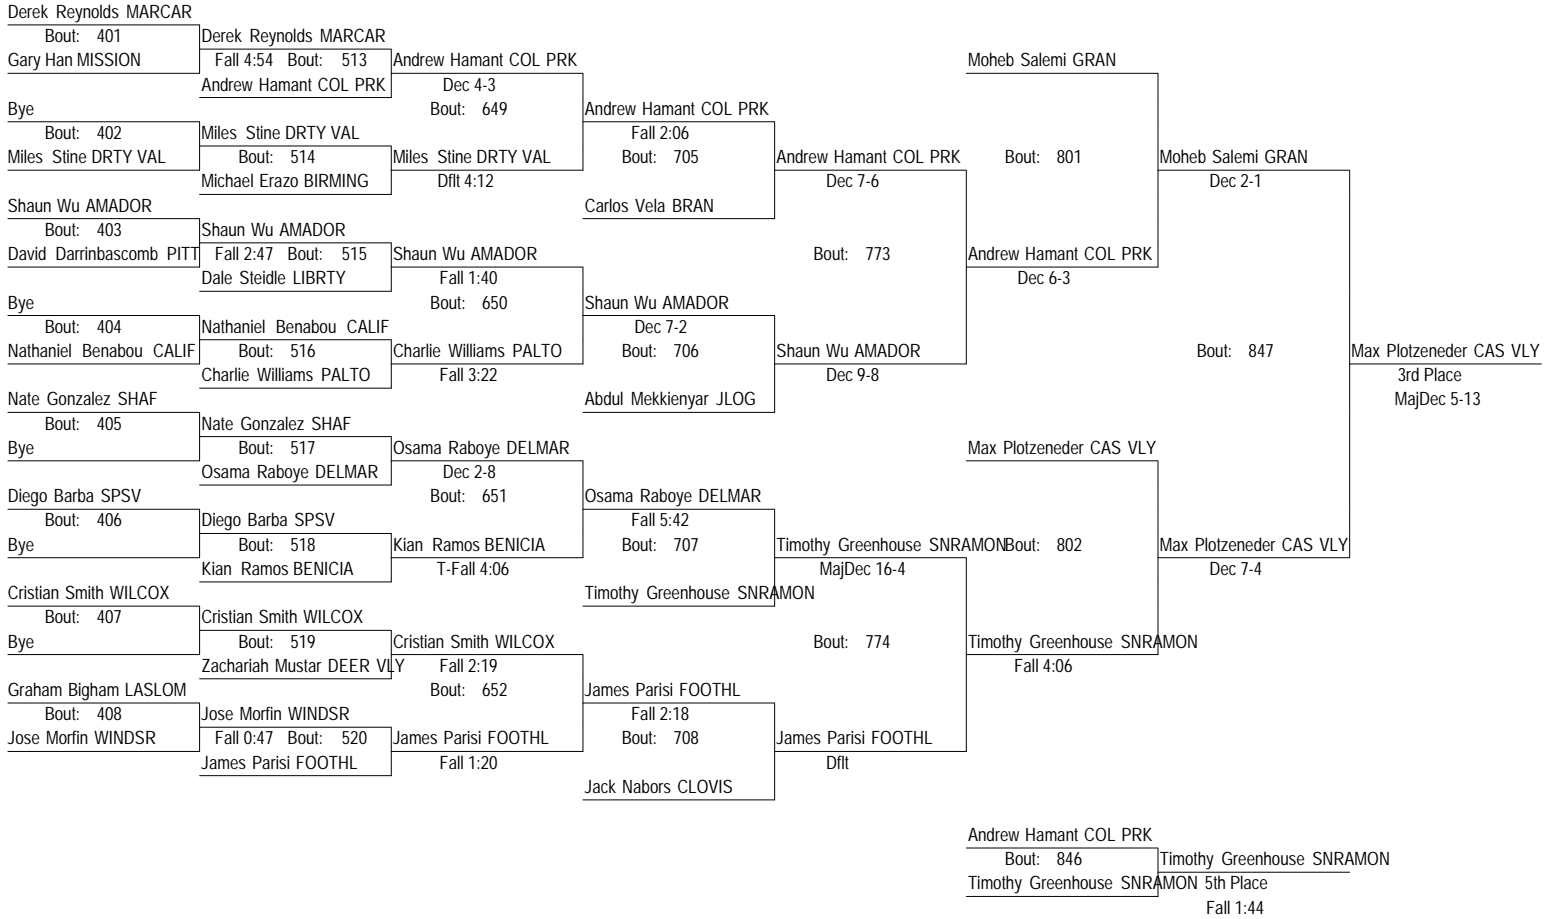 Derek Reynolds MARCAR
Bout: 401
Gary Han MISSION
Bye
Bout: 402
Miles Stine DRTY VAL
Shaun Wu AMADOR
Bout: 403
David Darrinbascomb PITT
Bye
Bout: 404
Nathaniel Benabou CALIF
Nate Gonzalez SHAF
Bout: 405
Bye
Diego Barba SPSV
Bout: 406
Bye
Cristian Smith WILCOX
Bout: 407
Bye
Graham Bigham LASLOM
Bout: 408
Jose Morfin WINDSR
Derek Reynolds MARCAR
Fall 4:54 Bout: 513
Andrew Hamant COL PRK
Miles Stine DRTY VAL
Bout: 514
Michael Erazo BIRMING
Shaun Wu AMADOR
Fall 2:47 Bout: 515
Dale Steidle LIBRTY
Nathaniel Benabou CALIF
Bout: 516
Charlie Williams PALTO
Nate Gonzalez SHAF
Bout: 517
Osama Raboye DELMAR
Diego Barba SPSV
Bout: 518
Kian Ramos BENICIA
Cristian Smith WILCOX
Bout: 519
Zachariah Mustar DEER VLY
Jose Morfin WINDSR
Fall 0:47 Bout: 520
James Parisi FOOTHL
Andrew Hamant COL PRK
Dec 4-3
Bout: 649
Miles Stine DRTY VAL
Dflt 4:12
Shaun Wu AMADOR
Fall 1:40
Bout: 650
Charlie Williams PALTO
Fall 3:22
Osama Raboye DELMAR
Dec 2-8
Bout: 651
Kian Ramos BENICIA
T-Fall 4:06
Cristian Smith WILCOX
Fall 2:19
Bout: 652
James Parisi FOOTHL
Fall 1:20
Andrew Hamant COL PRK
Fall 2:06
Bout: 705
Carlos Vela BRAN
Shaun Wu AMADOR
Dec 7-2
Bout: 706
Abdul Mekkienyar JLOG
Osama Raboye DELMAR
Fall 5:42
Bout: 707
Timothy Greenhouse SNRAMON
James Parisi FOOTHL
Fall 2:18
Bout: 708
Jack Nabors CLOVIS
Andrew Hamant COL PRK
Dec 7-6
Bout: 773
Shaun Wu AMADOR
Dec 9-8
Timothy Greenhouse SNRAMON
MajDec 16-4
Bout: 774
James Parisi FOOTHL
Dflt
Moheb Salemi GRAN
Bout: 801
Andrew Hamant COL PRK
Dec 6-3
Max Plotzeneder CAS VLY
Bout: 802
Timothy Greenhouse SNRAMON
Fall 4:06
Moheb Salemi GRAN
Dec 2-1
Bout: 847
Max Plotzeneder CAS VLY
Dec 7-4
Max Plotzeneder CAS VLY
3rd Place
MajDec 5-13
Andrew Hamant COL PRK
Bout: 846
Timothy Greenhouse SNRAMON
Timothy Greenhouse SNRAMON
5th Place
Fall 1:44